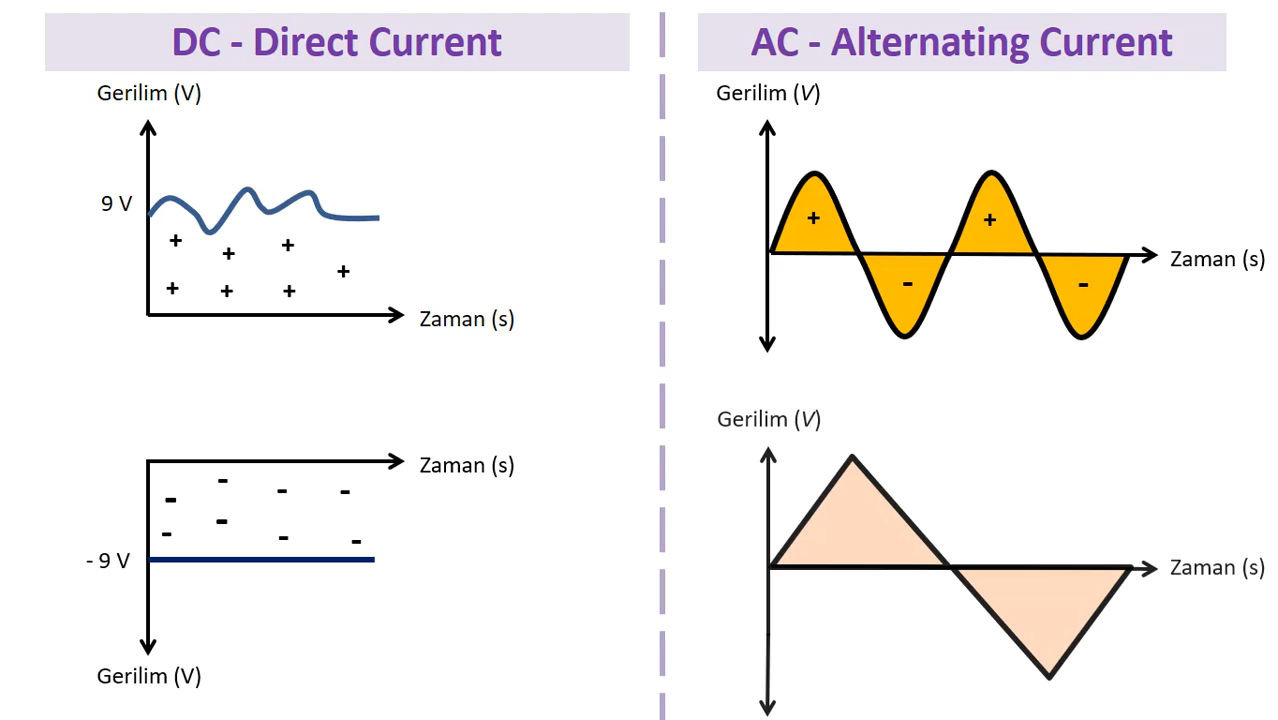 DC - Direct Current
Gerilim (V)
9 V
+ + +
+
+ + +
Zaman (s)
Zaman (s)
- - - -
- - - -
- 9 V
Gerilim (V)
AC - Alternating Current
Gerilim (V)
+ +
Zaman (s)
- -
Gerilim (V)
Zaman (s)